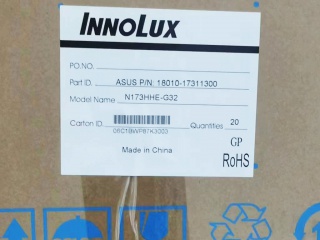 INNOLUX
PO.NO.
Part ID. ASUS P/N: 18010-17311300
Model Name N173HHE-G32
Carton ID. Quantities 20
Made in China
GP
RoHS